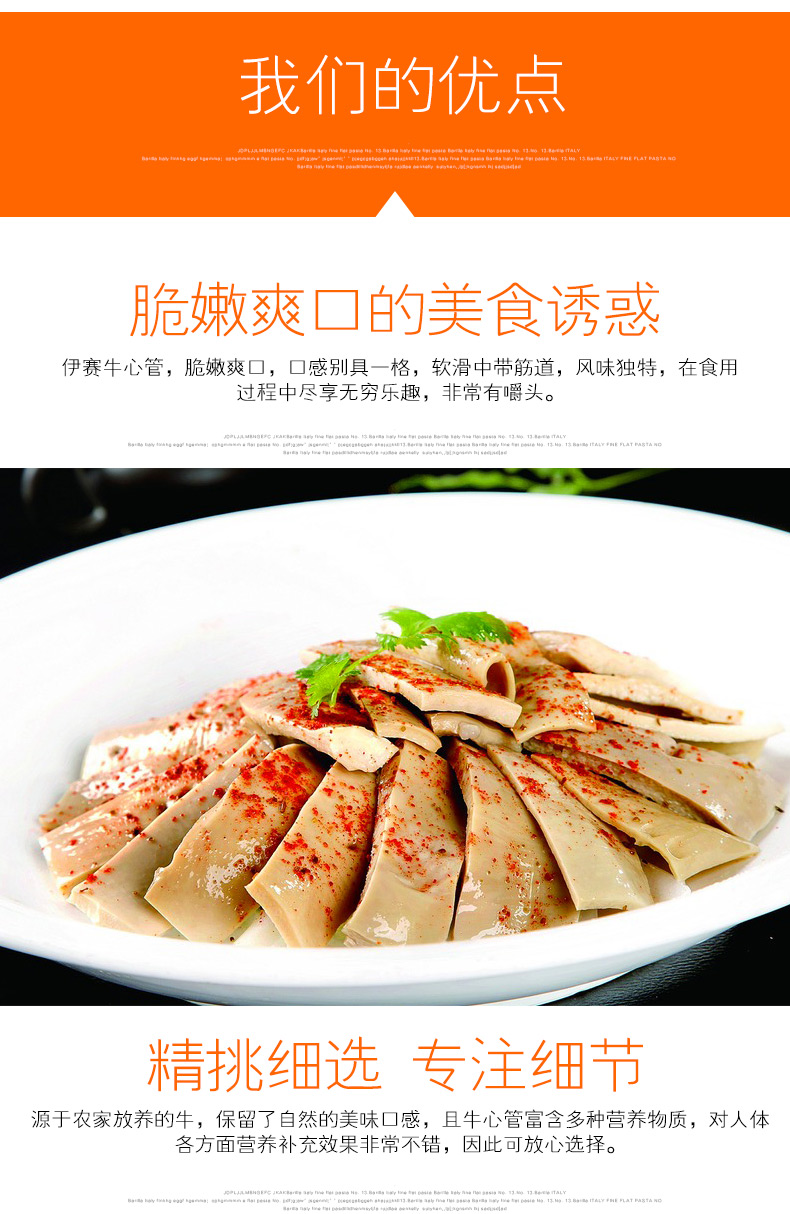 我们的优点
脆嫩爽口的美食诱惑
伊赛牛心管，脆嫩爽口，口感别具一格，软滑中带筋道，风味独特，在食用
过程中尽享无穷乐趣，非常有嚼头。
精挑细选 专注细节
源于农家放养的牛，保留了自然的美味口感，且牛心管富含多种营养物质，对人体
各方面营养补充效果非常不错，因此可放心选择。